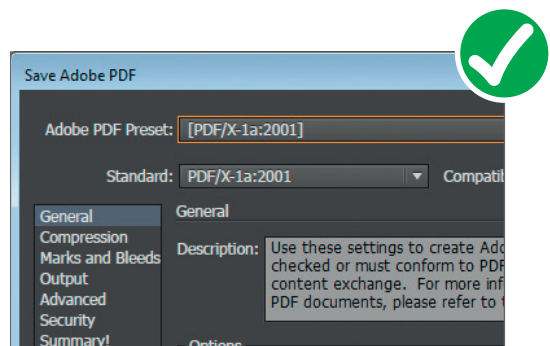 Save Adobe PDF
Adobe PDF Preset: [PDF/X-1a:2001]
Standard: PDF/X-1a:2001 Compatib
General
Compression
Marks and Bleeds
Output
Advanced
Security
Summary!
General
Description: Use these settings to create Ado
checked or must conform to PDF
content exchange. For more inf
PDF documents, please refer to t
Options